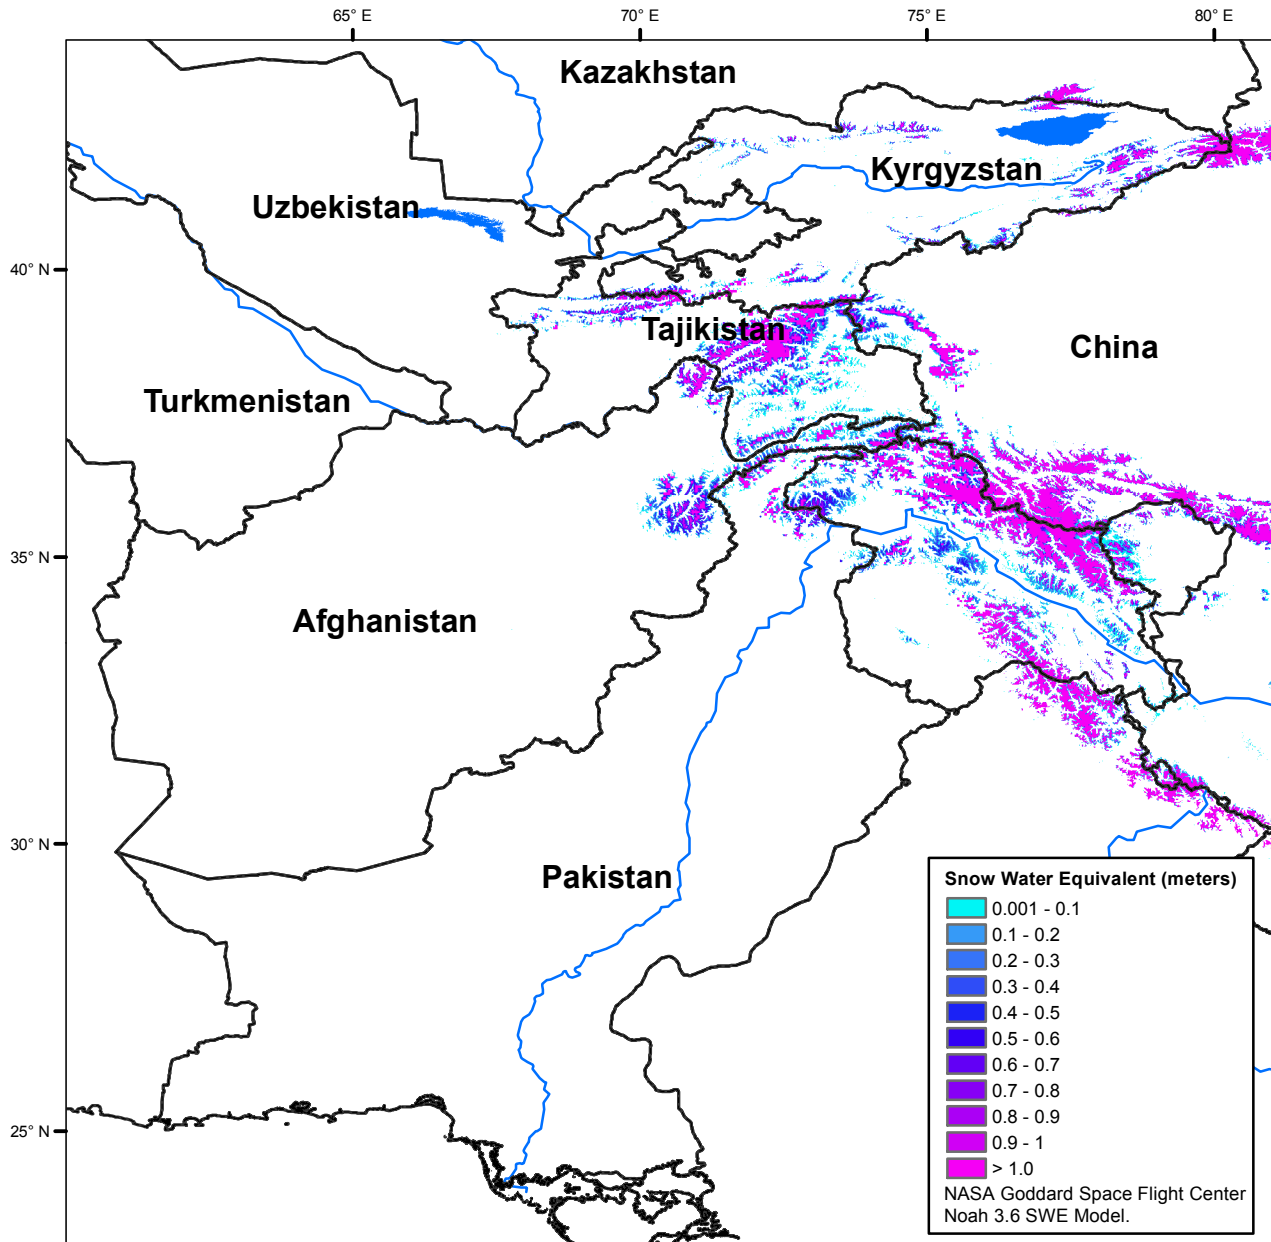 65° E
70° E
75° E
80° E
Kazakhstan
Kyrgyzstan
Uzbekistan
40° N
Tajikistan
China
Turkmenistan
35° N
Afghanistan
30° N
Pakistan
25° N
Snow Water Equivalent (meters)
0.001 - 0.1
0.1 - 0.2
0.2 - 0.3
0.3 - 0.4
0.4 - 0.5
0.5 - 0.6
0.6 - 0.7
0.7 - 0.8
0.8 - 0.9
0.9 - 1
> 1.0
NASA Goddard Space Flight Center
Noah 3.6 SWE Model.